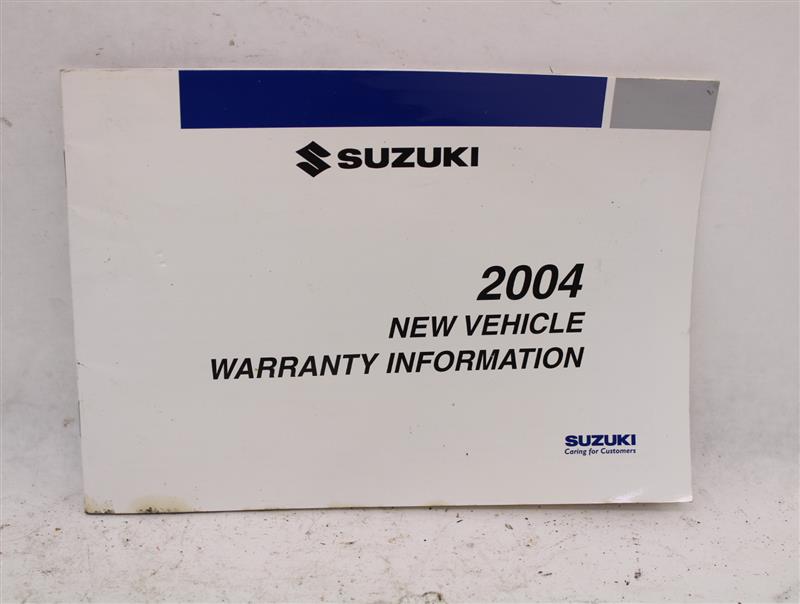 SUZUKI
2004
NEW VEHICLE
WARRANTY INFORMATION
SUZUKI
Caring for Customers